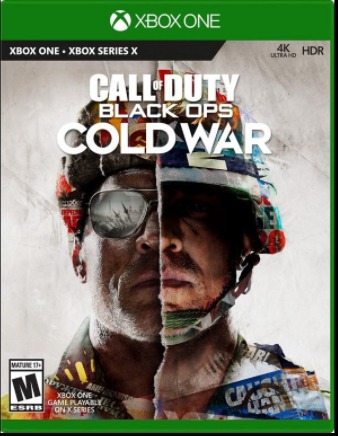 XBOX ONE
XBOX ONE • XBOX SERIES X
4K
ULTRA HD
HDR
CALL OF DUTY
BLACK OPS
COLD WAR
MATURE 17+
M
ESRB
XBOX ONE
GAME PLAYABLE
ON X SERIES